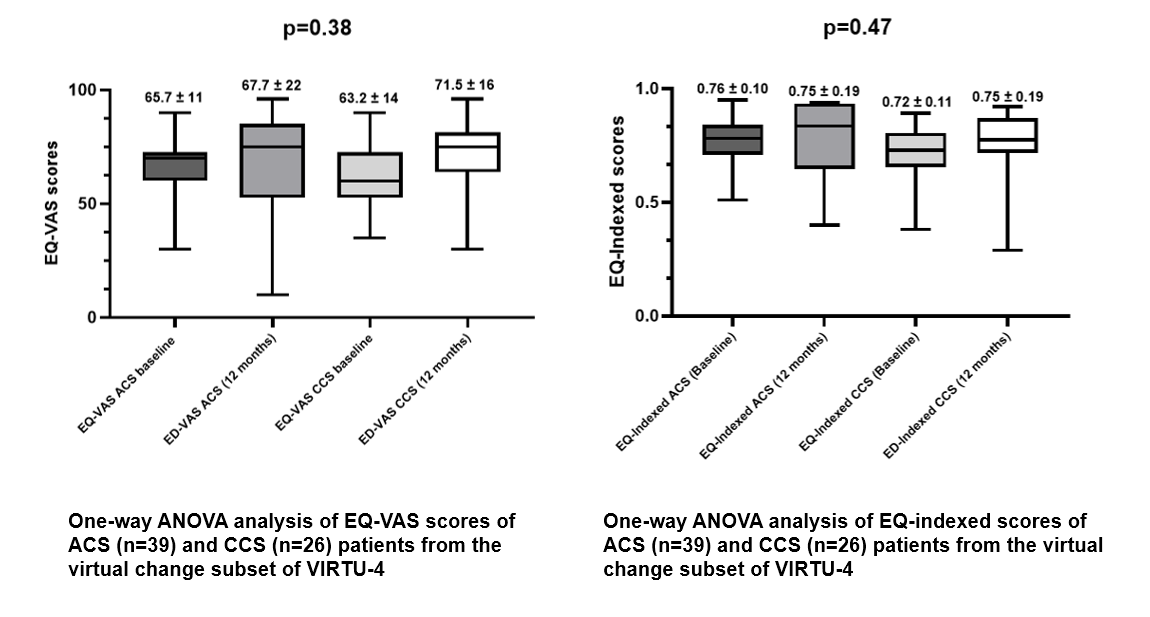 p=0.38
100
50
0
EQ-VAS scores
65.7 ± 11
67.7 ± 22
63.2 ± 14
71.5 ± 16
EQ-VAS ACS baseline
ED-VAS ACS (12 months)
EQ-VAS CCS baseline
ED-VAS CCS (12 months)
One-way ANOVA analysis of EQ-VAS scores of
ACS (n=39) and CCS (n=26) patients from the
virtual change subset of VIRTU-4
p=0.47
1.0
0.5
0.0
EQ-Indexed scores
0.76 ± 0.10
0.75 ± 0.19
0.72 ± 0.11
0.75 ± 0.19
EQ-Indexed ACS (Baseline)
EQ-Indexed ACS (12 months)
EQ-Indexed CCS (Baseline)
ED-Indexed CCS (12 months)
One-way ANOVA analysis of EQ-indexed scores of
ACS (n=39) and CCS (n=26) patients from the virtual
change subset of VIRTU-4